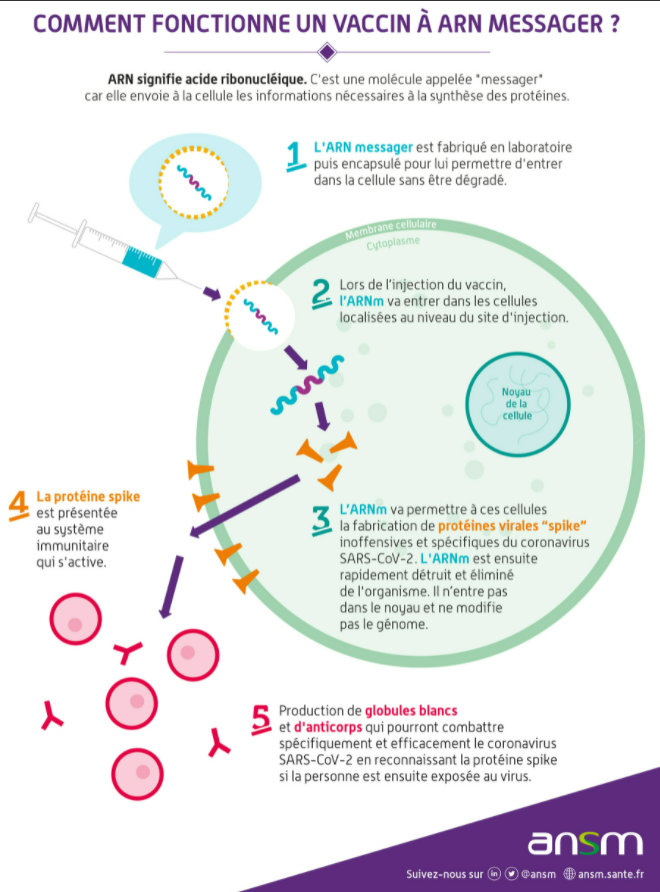 COMMENT FONCTIONNE UN VACCIN À ARN MESSAGER ?
ARN signifie acide ribonucléique. C'est une molécule appelée "messager"
car elle envoie à la cellule les informations nécessaires à la synthèse des protéines.
1
L'ARN messager est fabriqué en laboratoire
puis encapsulé pour lui permettre d'entrer
dans la cellule sans être dégradé.
Membrane cellulaire
Cytoplasme
2
Lors de l'injection du vaccin,
l'ARNm va entrer dans les cellules
localisées au niveau du site d'injection.
Noyau
de la
cellule
3
L'ARNm va permettre à ces cellules
la fabrication de protéines virales "spike"
inoffensives et spécifiques du coronavirus
SARS-CoV-2. L'ARNm est ensuite
rapidement détruit et éliminé
de l'organisme. Il n'entre pas
dans le noyau et ne modifie
pas le génome.
4
La protéine spike
est présentée
au système
immunitaire
qui s'active.
5
Production de globules blancs
et d'anticorps qui pourront combattre
spécifiquement et efficacement le coronavirus
SARS-CoV-2 en reconnaissant la protéine spike
si la personne est ensuite exposée au virus.
ansm
Suivez-nous sur in @ansm ansm.sante.fr